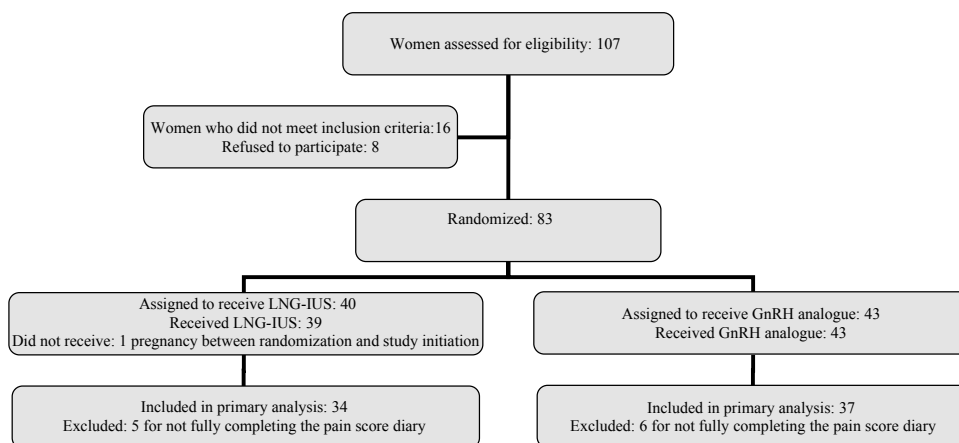 Women assessed for eligibility: 107
Women who did not meet inclusion criteria:16
Refused to participate: 8
Randomized: 83
Assigned to receive LNG-IUS: 40
Received LNG-IUS: 39
Did not receive: 1 pregnancy between randomization and study initiation
Assigned to receive GnRH analogue: 43
Received GnRH analogue: 43
Included in primary analysis: 34
Excluded: 5 for not fully completing the pain score diary
Included in primary analysis: 37
Excluded: 6 for not fully completing the pain score diary